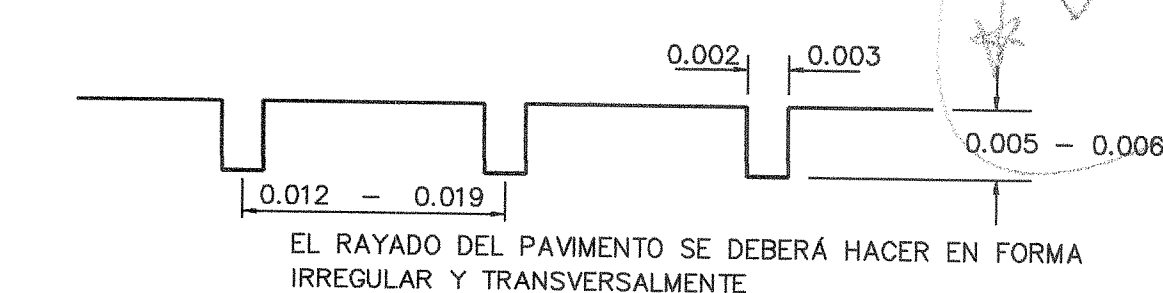 0.002 0.003
0.005 - 0.006
0.012 - 0.019
EL RAYADO DEL PAVIMENTO SE DEBERÁ HACER EN FORMA
IRREGULAR Y TRANSVERSALMENTE